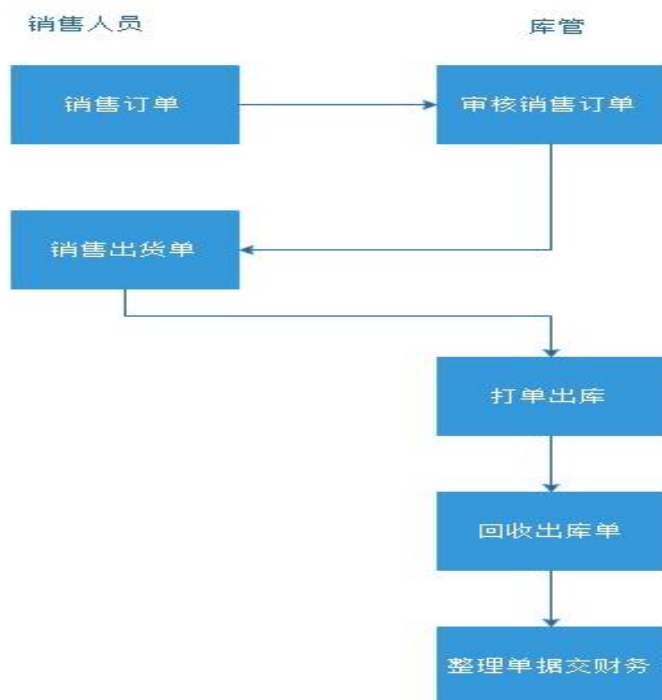 销售人员
库管
销售订单
审核销售订单
销售出货单
打单出库
回收出库单
整理单据交财务